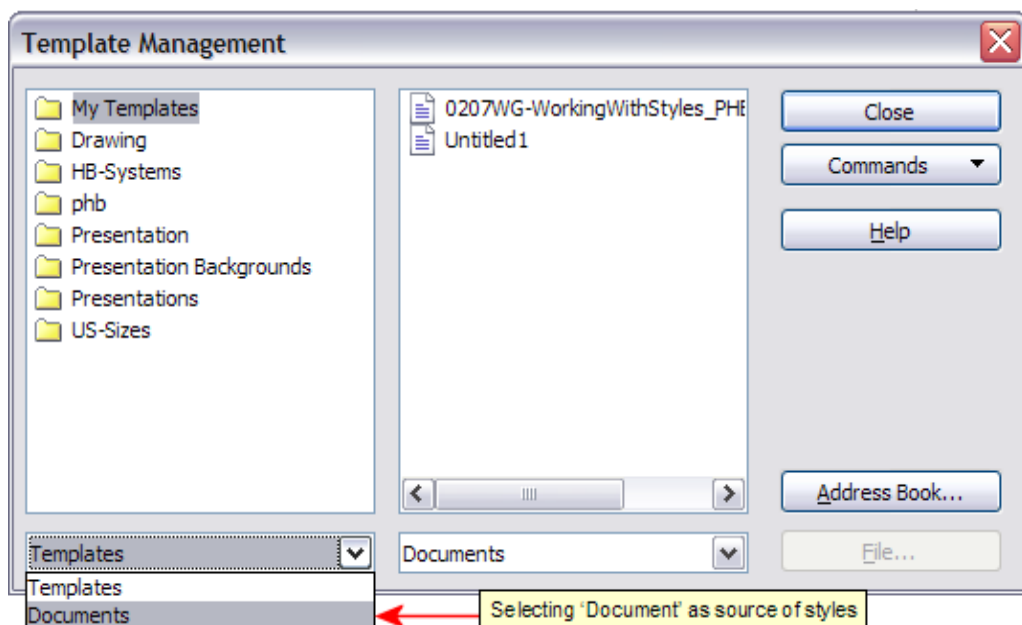 Template Management
My Templates
Drawing
HB-Systems
phb
Presentation
Presentation Backgrounds
Presentations
US-Sizes
0207WG-WorkingWithStyles_PHB
Untitled1
Close
Commands
Help
Address Book...
Templates
Documents
File...
Templates
Documents
Selecting ‘Document’ as source of styles